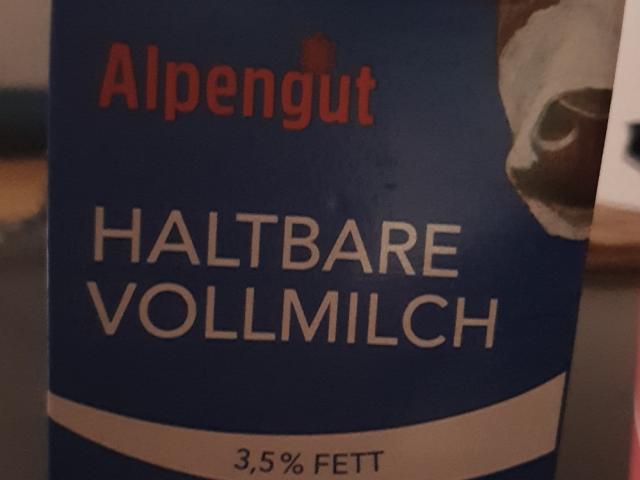 Alpengut
HALTBARE
VOLLMILCH
3,5% FETT